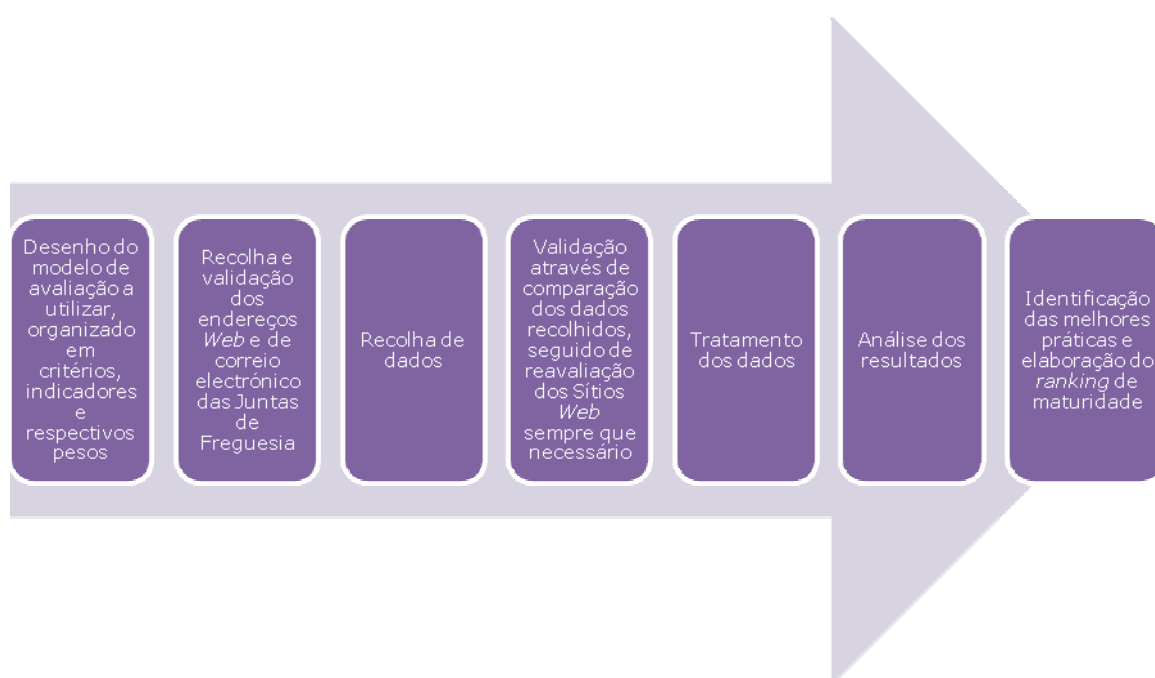 Desenho do
modelo de
avaliação a
utilizar,
organizado
em
critérios,
indicadores
e
respectivos
pesos
Recolha e
validação
dos
endereços
Web e de
correio
electrónico
das Juntas
de
Freguesia
Recolha de
dados
Validação
através de
comparação
dos dados
recolhidos,
seguido de
reavaliação
dos Sítios
Web
sempre que
necessário
Tratamento
dos dados
Análise dos
resultados
Identificação
das melhores
práticas e
elaboração do
ranking de
maturidade